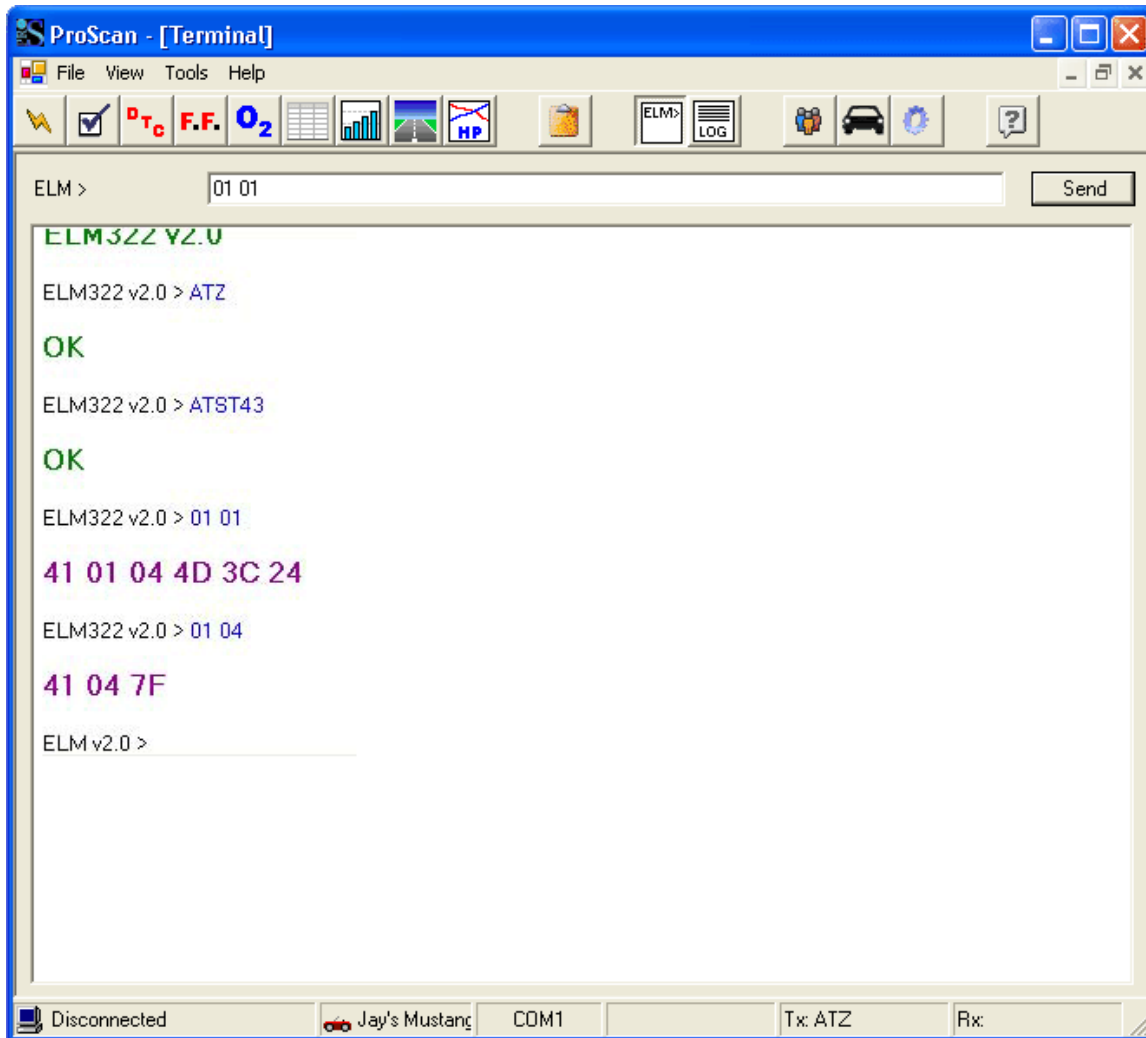 ProScan - [Terminal]
File View Tools Help
DTC F.F. O2 HP ELM> LOG ?
ELM > 01 01 Send
ELM322 v2.0
ELM322 v2.0 > ATZ
OK
ELM322 v2.0 > ATST43
OK
ELM322 v2.0 > 01 01
41 01 04 4D 3C 24
ELM322 v2.0 > 01 04
41 04 7F
ELM v2.0 >
Disconnected Jay's Mustang COM1 Tx: ATZ Rx: